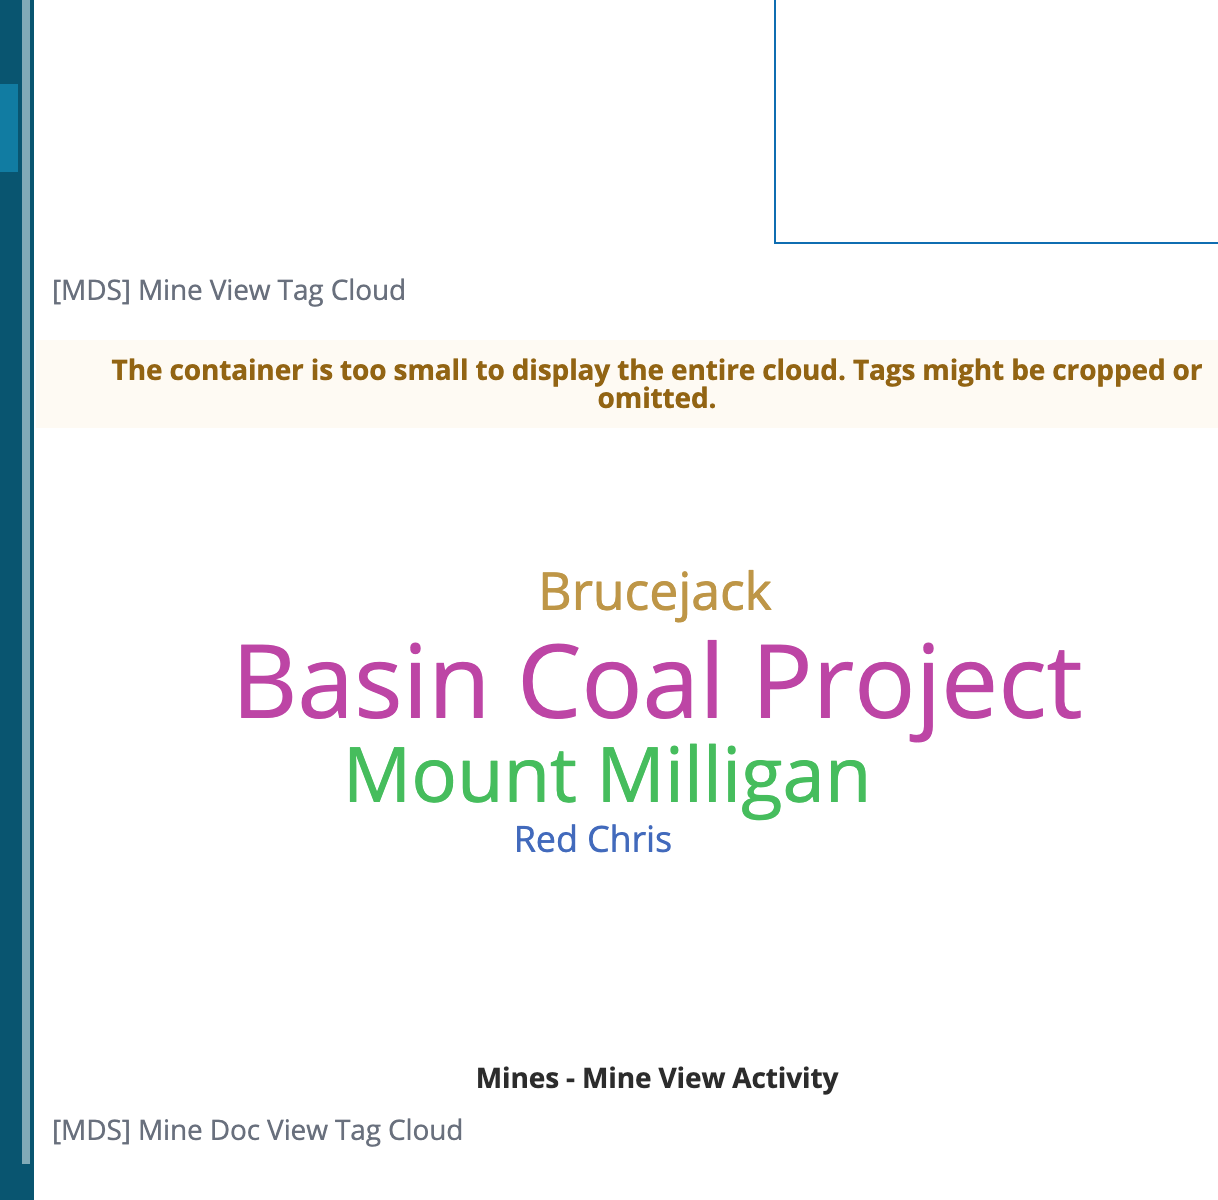 [MDS] Mine View Tag Cloud
The container is too small to display the entire cloud. Tags might be cropped or
omitted.
Brucejack
Basin Coal Project
Mount Milligan
Red Chris
Mines - Mine View Activity
[MDS] Mine Doc View Tag Cloud